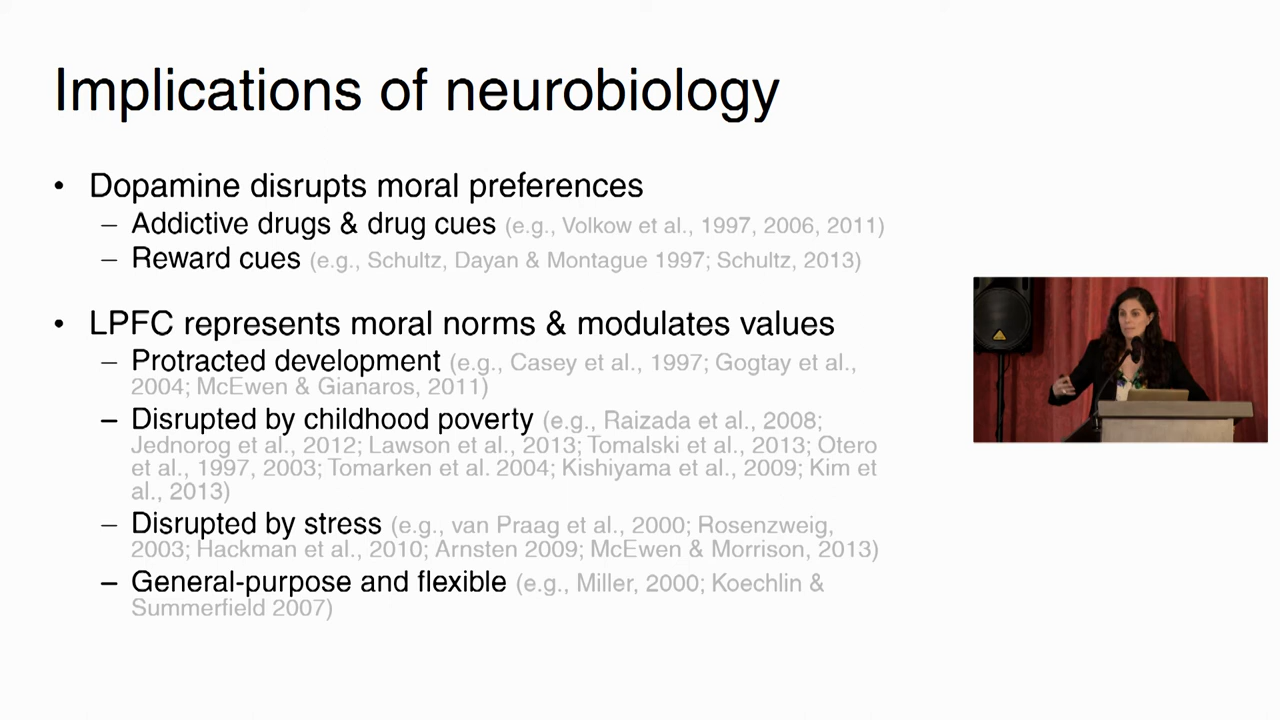 Implications of neurobiology
• Dopamine disrupts moral preferences
– Addictive drugs & drug cues (e.g., Volkow et al., 1997, 2006, 2011)
– Reward cues (e.g., Schultz, Dayan & Montague 1997; Schultz, 2013)
• LPFC represents moral norms & modulates values
– Protracted development (e.g., Casey et al., 1997; Gogtay et al.,
2004; McEwen & Gianaros, 2011)
– Disrupted by childhood poverty (e.g., Raizada et al., 2008;
Jednorog et al., 2012; Lawson et al., 2013; Tomalski et al., 2013; Otero
et al., 1997, 2003; Tomarken et al. 2004; Kishiyama et al., 2009; Kim et
al., 2013)
– Disrupted by stress (e.g., van Praag et al., 2000; Rosenzweig,
2003; Hackman et al., 2010; Arnsten 2009; McEwen & Morrison, 2013)
– General-purpose and flexible (e.g., Miller, 2000; Koechlin &
Summerfield 2007)